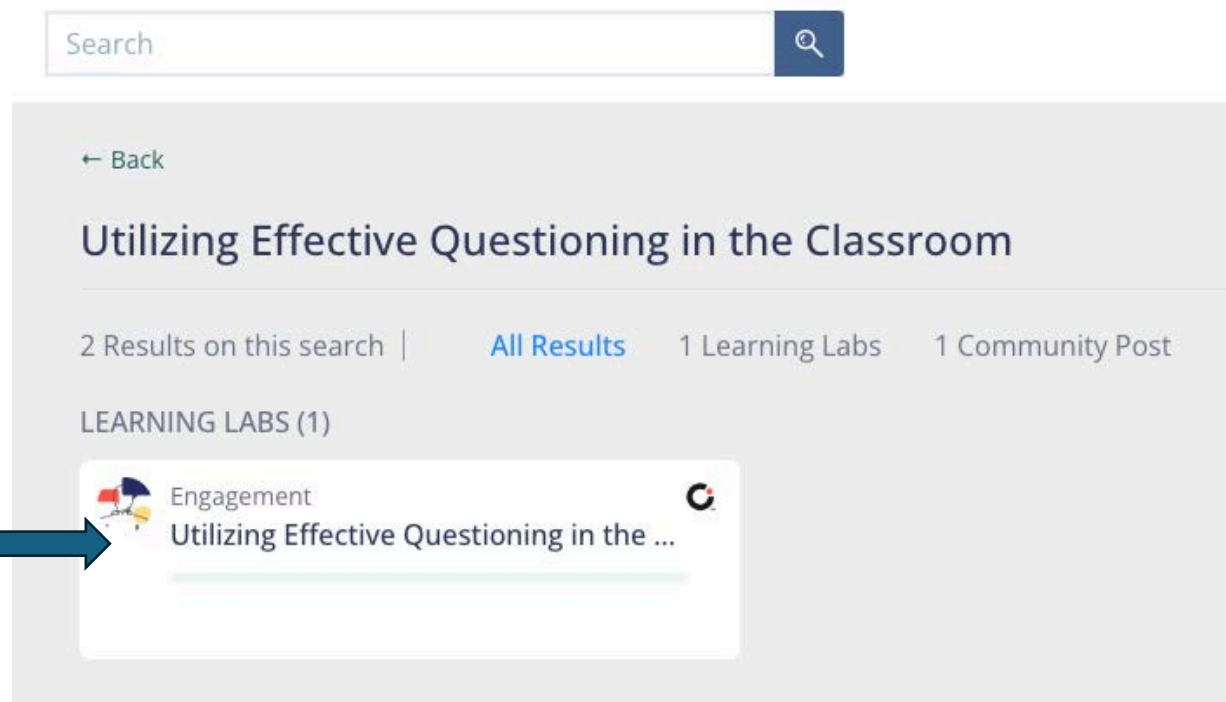 Search
← Back
Utilizing Effective Questioning in the Classroom
2 Results on this search | All Results 1 Learning Labs 1 Community Post
LEARNING LABS (1)
Engagement
Utilizing Effective Questioning in the ...